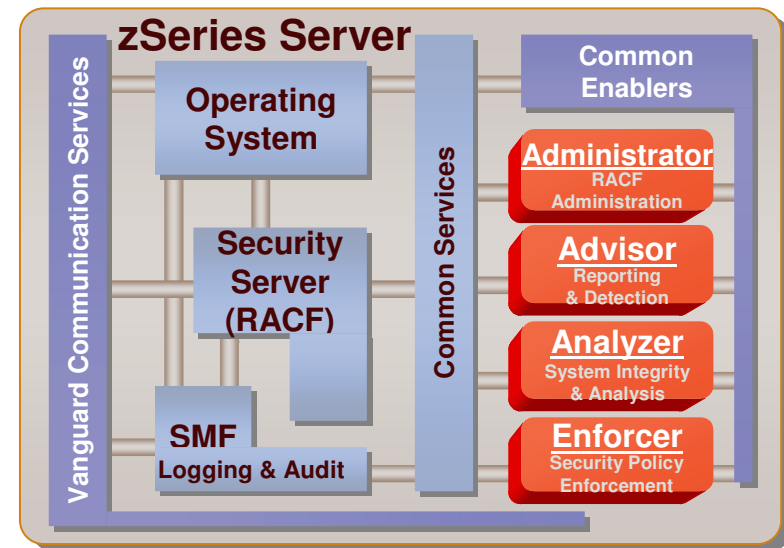 zSeries Server
Vanguard Communication Services
Operating
System
Security
Server
(RACF)
SMF
Logging & Audit
Common Services
Common
Enablers
Administrator
RACF
Administration
Advisor
Reporting
& Detection
Analyzer
System Integrity
& Analysis
Enforcer
Security Policy
Enforcement